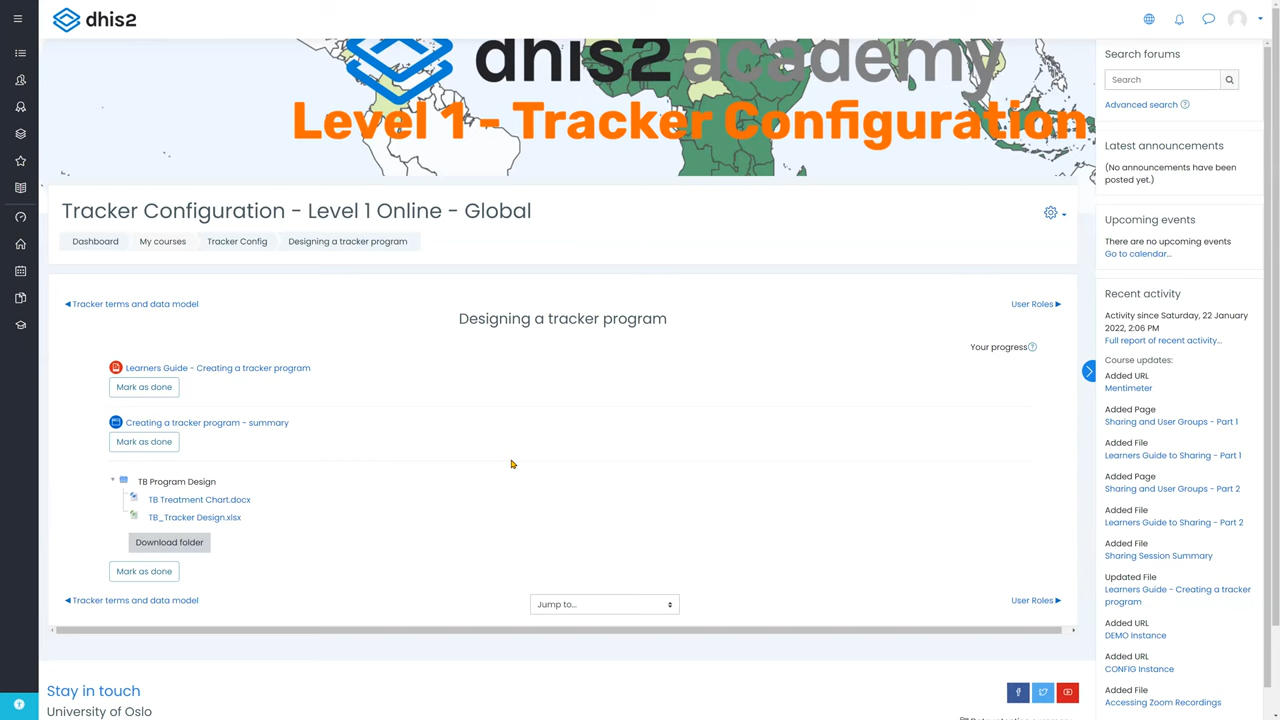 dhis2
dhis2 academy
Level 1 - Tracker Configuration
Tracker Configuration - Level 1 Online - Global
Dashboard
My courses
Tracker Config
Designing a tracker program
◀ Tracker terms and data model
User Roles ▶
Designing a tracker program
Your progress
Learners Guide - Creating a tracker program
Mark as done
Creating a tracker program - summary
Mark as done
TB Program Design
TB Treatment Chart.docx
TB_Tracker Design.xlsx
Download folder
Mark as done
◀ Tracker terms and data model
Jump to...
User Roles ▶
Stay in touch
University of Oslo
Search forums
Search
Advanced search
Latest announcements
(No announcements have been
posted yet.)
Upcoming events
There are no upcoming events
Go to calendar...
Recent activity
Activity since Saturday, 22 January
2022, 2:06 PM
Full report of recent activity...
Course updates:
Added URL
Mentimeter
Added Page
Sharing and User Groups - Part 1
Added File
Learners Guide to Sharing - Part 1
Added Page
Sharing and User Groups - Part 2
Added File
Learners Guide to Sharing - Part 2
Added File
Sharing Session Summary
Updated File
Learners Guide - Creating a tracker
program
Added URL
DEMO Instance
Added URL
CONFIG Instance
Added File
Accessing Zoom Recordings